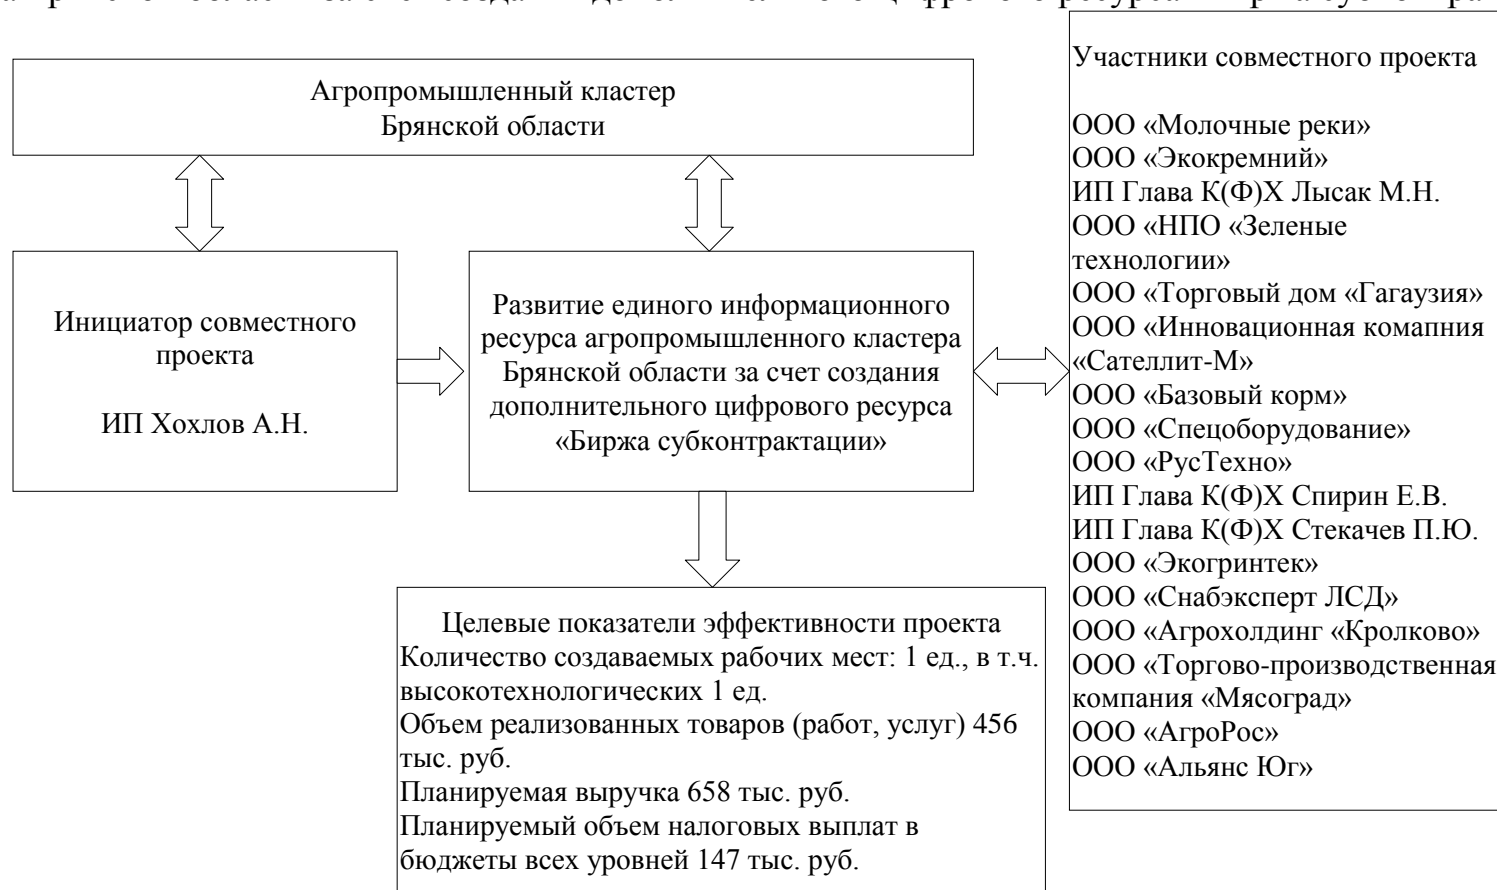 Агропромышленный кластер
Брянской области
Инициатор совместного
проекта
ИП Хохлов А.Н.
Развитие единого информационного
ресурса агропромышленного кластера
Брянской области за счет создания
дополнительного цифрового ресурса
«Биржа субконтрактации»
Участники совместного проекта
ООО «Молочные реки»
ООО «Экокремний»
ИП Глава К(Ф)Х Лысак М.Н.
ООО «НПО «Зеленые
технологии»
ООО «Торговый дом «Гагаузия»
ООО «Инновационная комапния
«Сателлит-М»
ООО «Базовый корм»
ООО «Спецоборудование»
ООО «РусТехно»
ИП Глава К(Ф)Х Спирин Е.В.
ИП Глава К(Ф)Х Стекачев П.Ю.
ООО «Экогринтек»
ООО «Снабэксперт ЛСД»
ООО «Агрохолдинг «Кролково»
ООО «Торгово-производственная
компания «Мясоград»
ООО «АгроРос»
ООО «Альянс Юг»
Целевые показатели эффективности проекта
Количество создаваемых рабочих мест: 1 ед., в т.ч.
высокотехнологических 1 ед.
Объем реализованных товаров (работ, услуг) 456
тыс. руб.
Планируемая выручка 658 тыс. руб.
Планируемый объем налоговых выплат в
бюджеты всех уровней 147 тыс. руб.